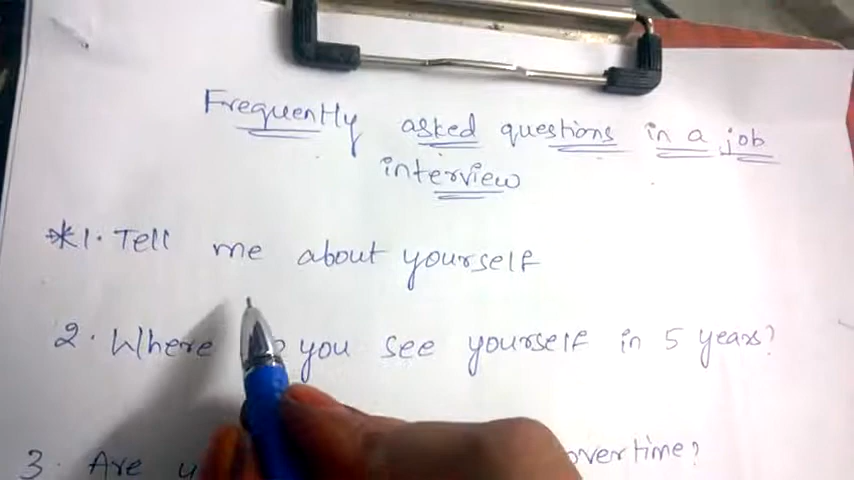 Frequently asked questions in a job
interview
*1. Tell me about yourself
2. Where you see yourself in 5 years?
3. Are overtime?